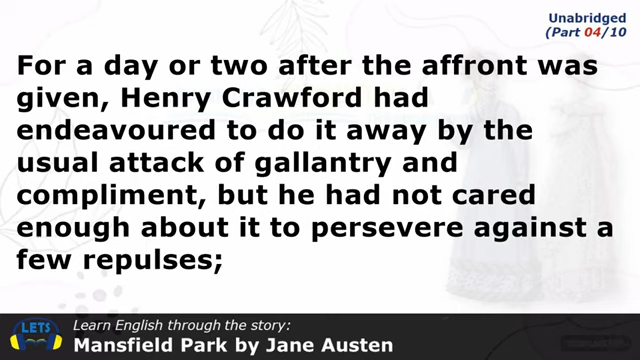 Unabridged
(Part 04/10
For a day or two after the affront was
given, Henry Crawford had
endeavoured to do it away by the
usual attack of gallantry and
compliment, but he had not cared
enough about it to persevere against a
few repulses;
LETS
Learn English through the story:
Mansfield Park by Jane Austen